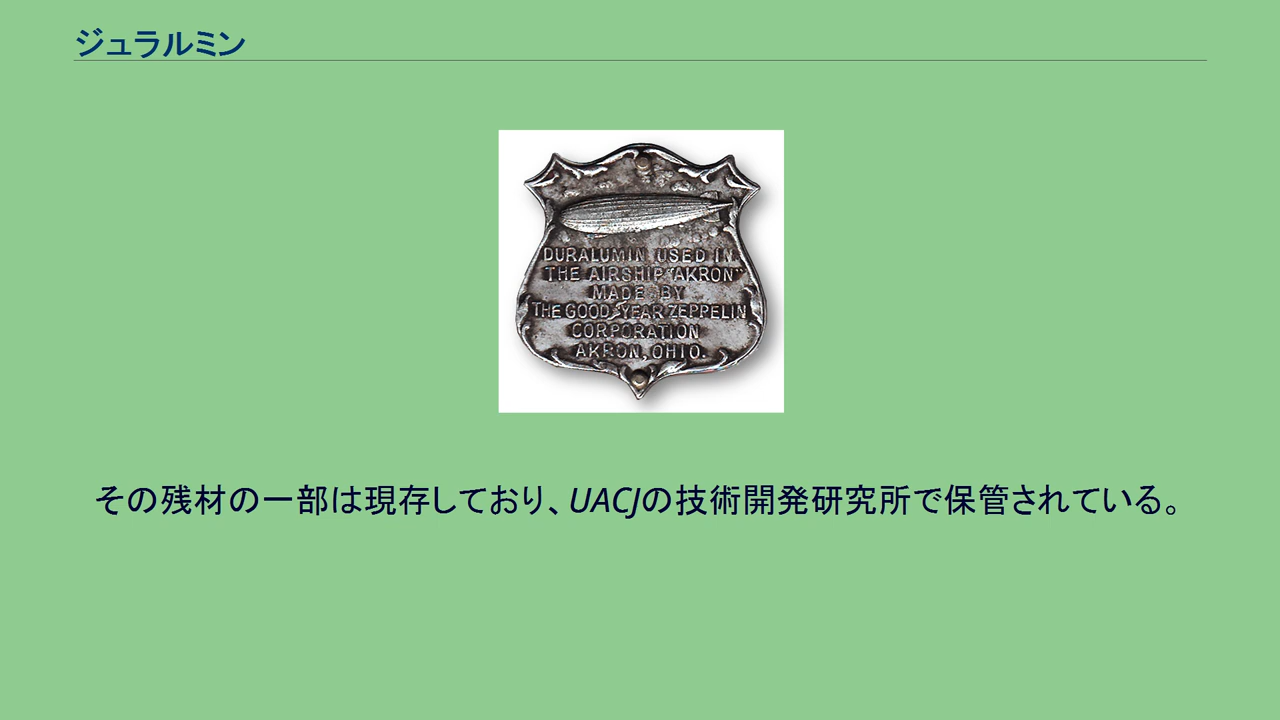 ジュラルミン
DURALUMIN USED IN
THE AIRSHIP "AKRON"
MADE BY
THE GOOD-YEAR ZEPPELIN
CORPORATION
AKRON, OHIO.
その残材の一部は現存しており、UACJの技術開発研究所で保管されている。